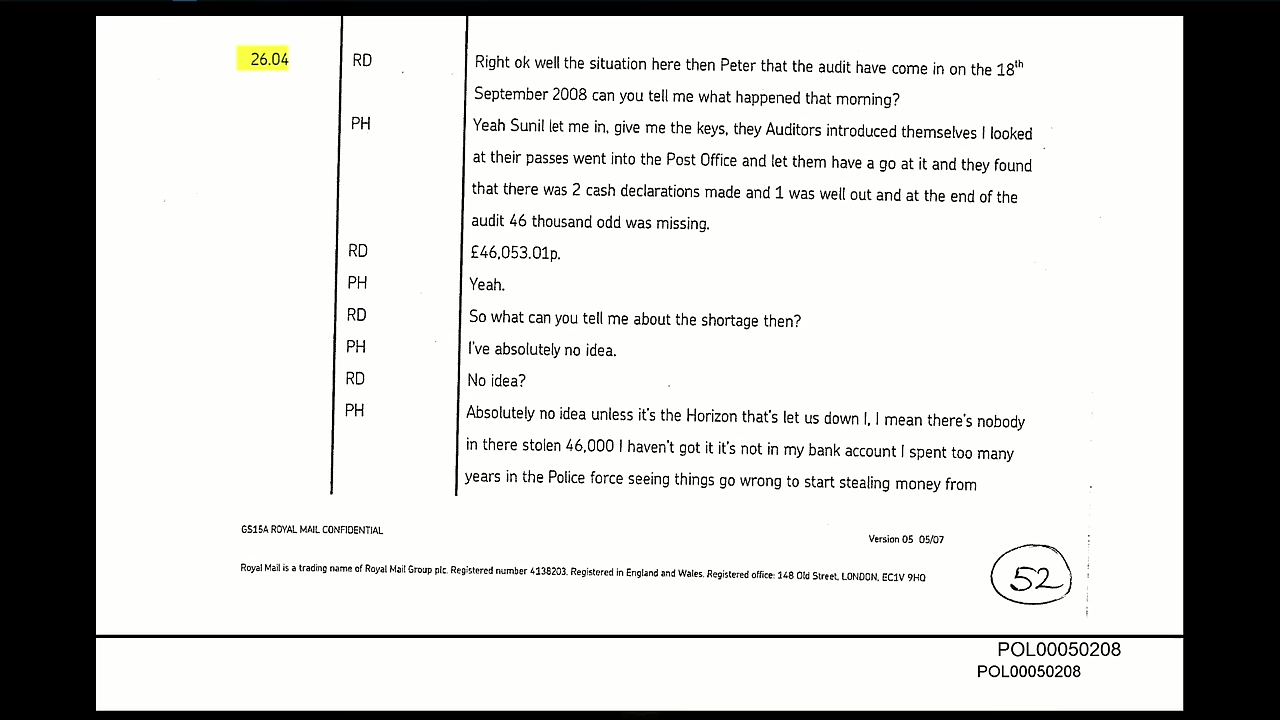 26.04 RD Right ok well the situation here then Peter that the audit have come in on the 18th
September 2008 can you tell me what happened that morning?
PH Yeah Sunil let me in, give me the keys, they Auditors introduced themselves I looked
at their passes went into the Post Office and let them have a go at it and they found
that there was 2 cash declarations made and 1 was well out and at the end of the
audit 46 thousand odd was missing.
RD £46,053.01p.
PH Yeah.
RD So what can you tell me about the shortage then?
PH I've absolutely no idea.
RD No idea?
PH Absolutely no idea unless it's the Horizon that's let us down I, I mean there's nobody
in there stolen 46,000 I haven't got it it's not in my bank account I spent too many
years in the Police force seeing things go wrong to start stealing money from
GS15A ROYAL MAIL CONFIDENTIAL
Version 05 05/07
Royal Mail is a trading name of Royal Mail Group plc. Registered number 4138203. Registered in England and Wales. Registered office: 148 Old Street, LONDON, EC1V 9HQ
52
POL00050208
POL00050208